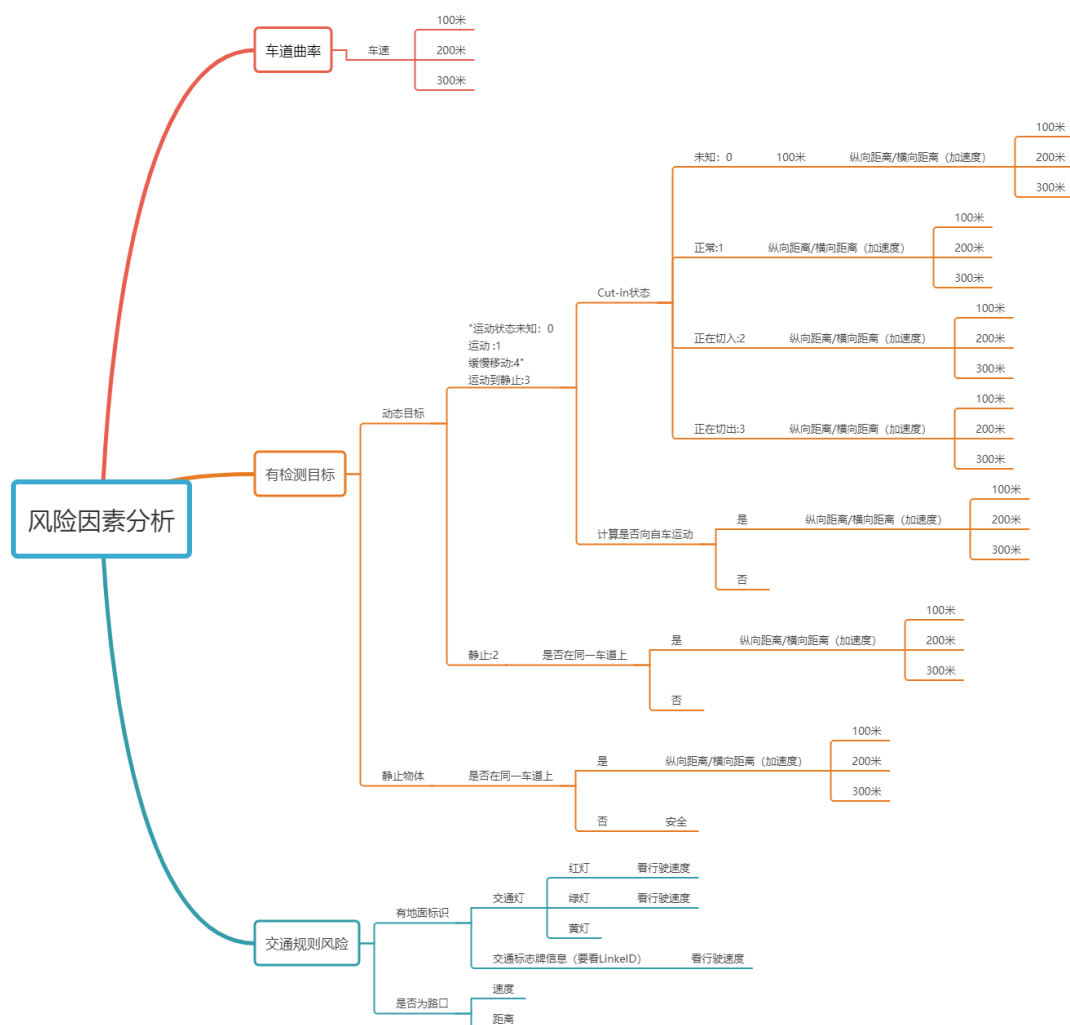 风险因素分析
车道曲率
车速
100米
200米
300米
有检测目标
动态目标
"运动状态未知：0
运动 :1
缓慢移动:4"
运动到静止:3
Cut-in状态
未知：0
100米
纵向距离/横向距离（加速度）
100米
200米
300米
正常:1
纵向距离/横向距离（加速度）
100米
200米
300米
正在切入:2
纵向距离/横向距离（加速度）
100米
200米
300米
正在切出:3
纵向距离/横向距离（加速度）
100米
200米
300米
计算是否向自车运动
是
纵向距离/横向距离（加速度）
100米
200米
300米
否
静止:2
是否在同一车道上
是
纵向距离/横向距离（加速度）
100米
200米
300米
否
静止物体
是否在同一车道上
是
纵向距离/横向距离（加速度）
100米
200米
300米
否
安全
交通规则风险
有地面标识
交通灯
红灯
看行驶速度
绿灯
看行驶速度
黄灯
交通标志牌信息（要看LinkeID）
看行驶速度
是否为路口
速度
距离